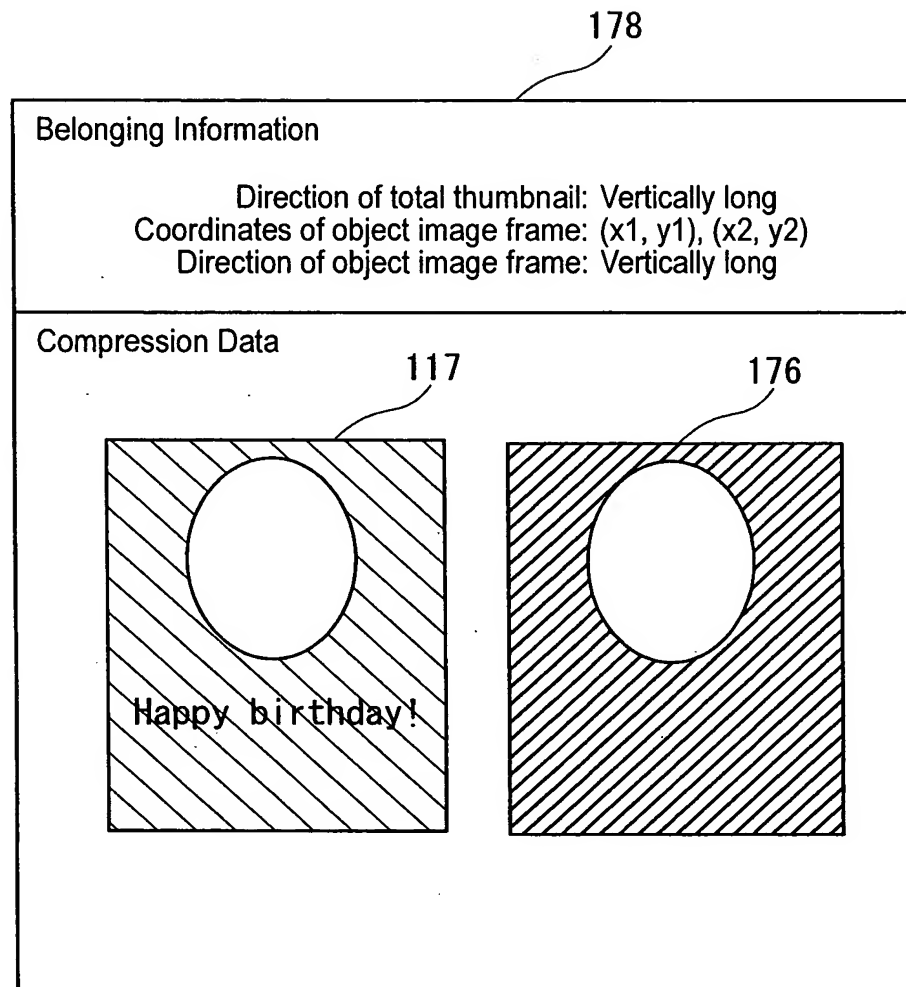 178
Belonging Information
Direction of total thumbnail: Vertically long
Coordinates of object image frame: (x1, y1), (x2, y2)
Direction of object image frame: Vertically long
Compression Data
117
176
Happy birthday!